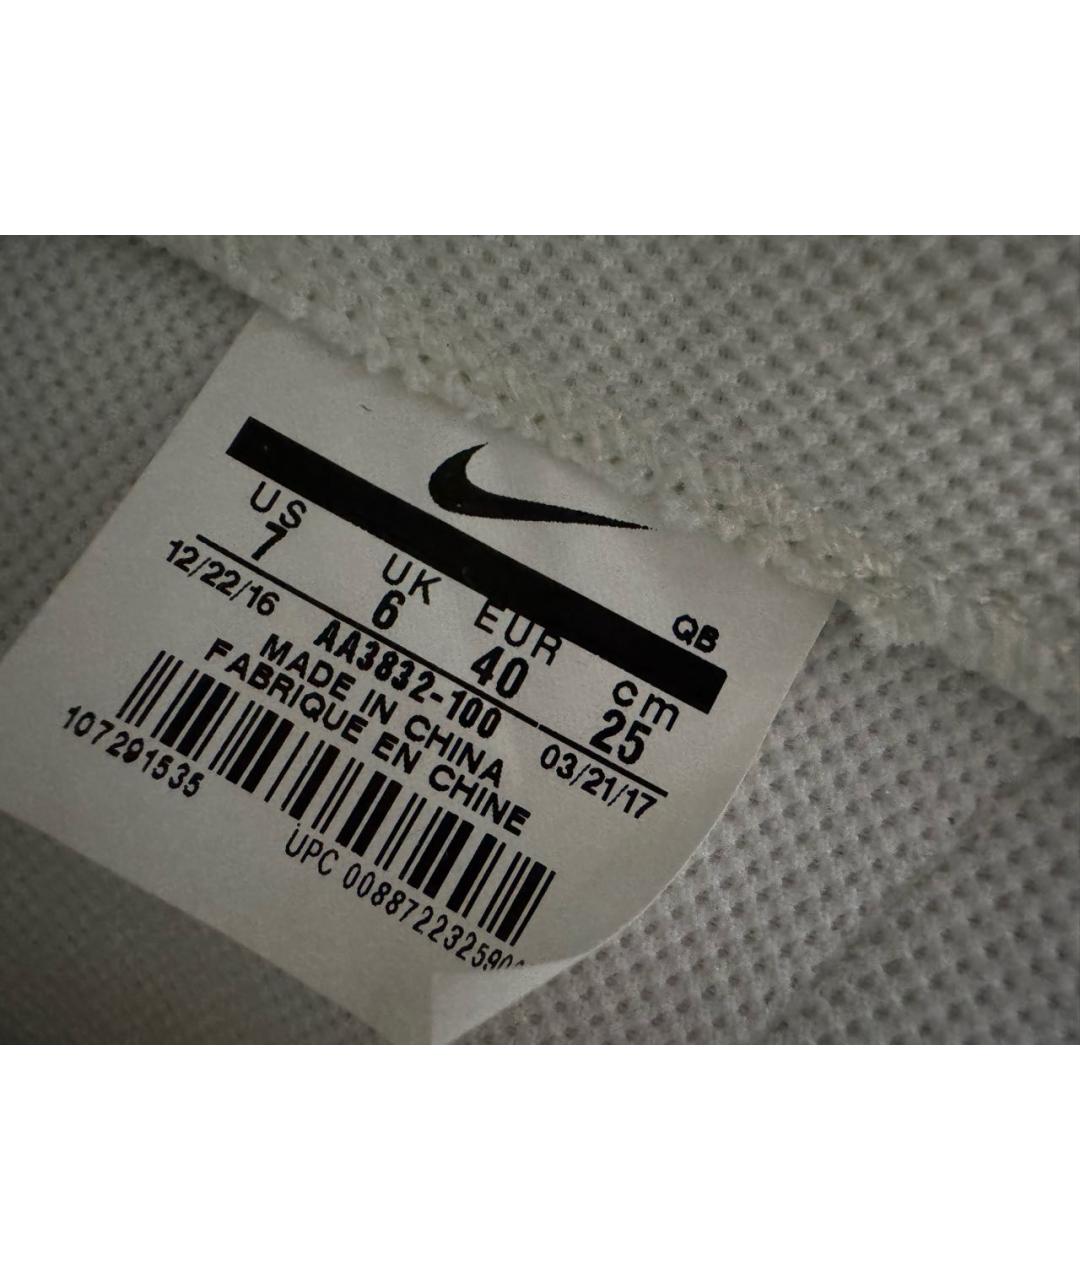 QB
US UK EUR cm
7 6 40 25
12/22/16 AA3832-100 03/21/17
MADE IN CHINA
FABRIQUE EN CHINE
107291535
UPC 00887223259